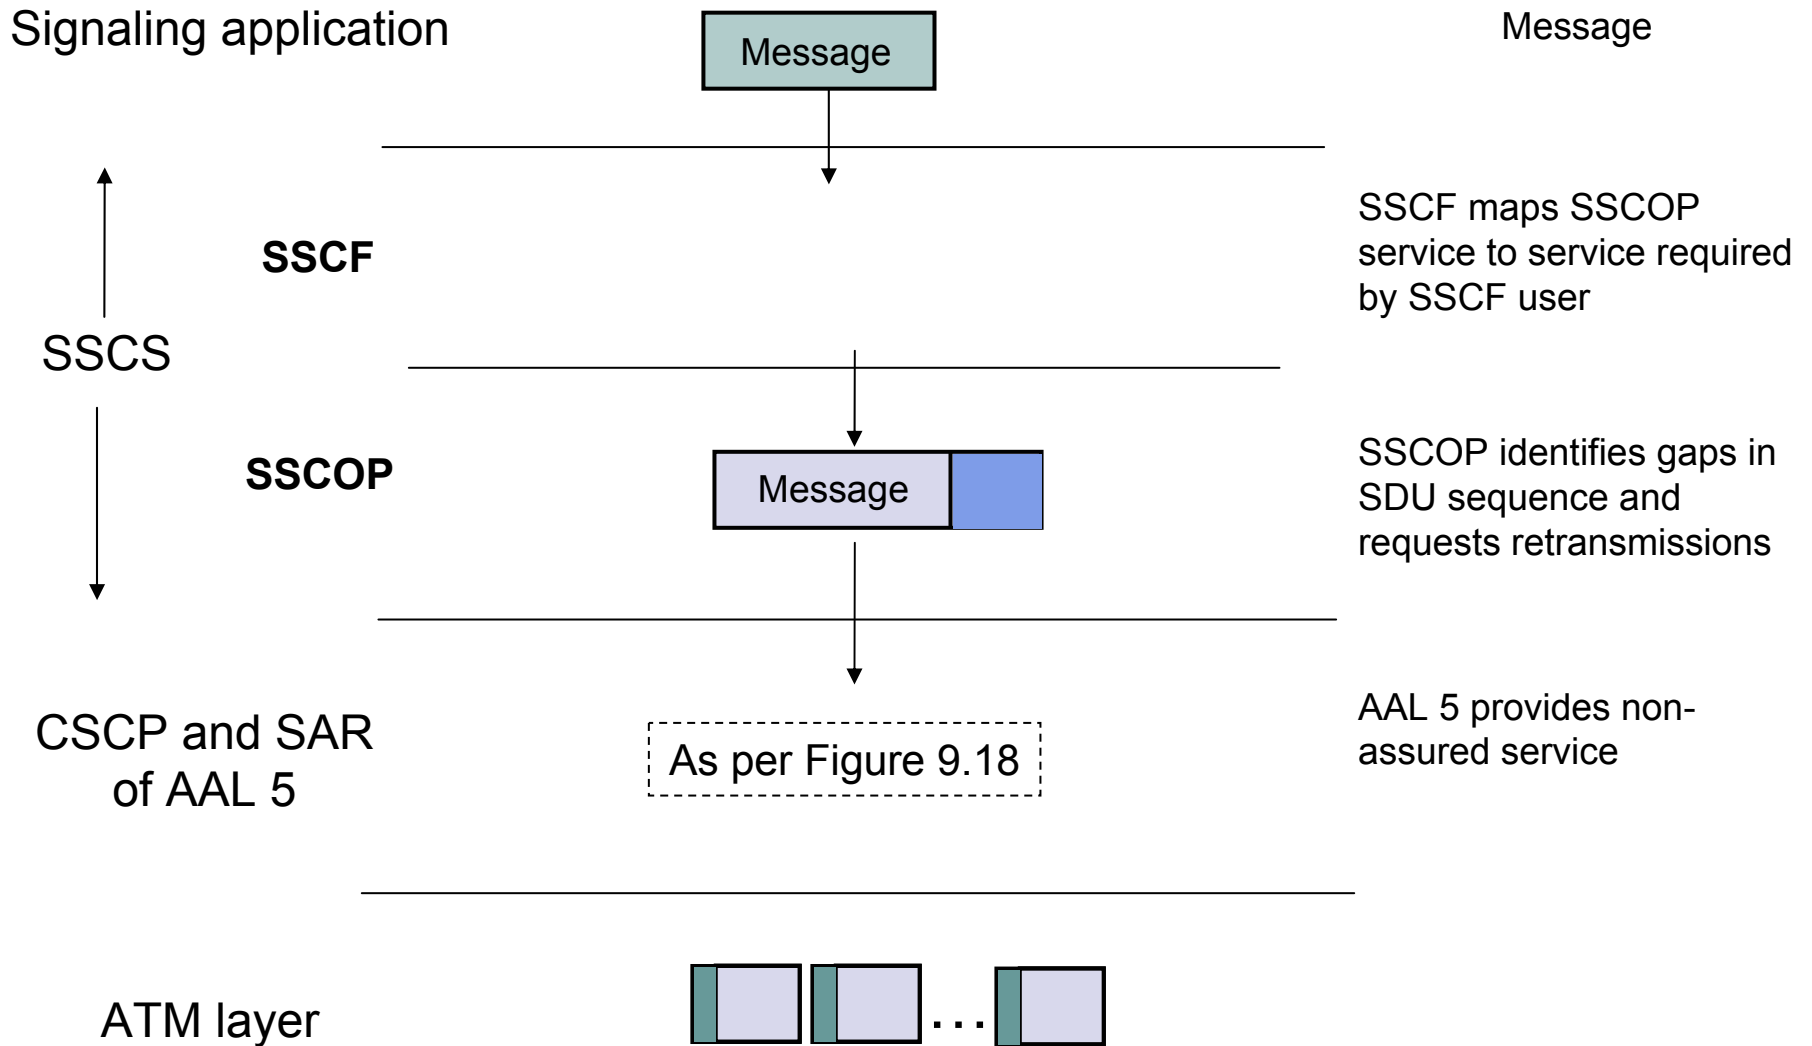 Signaling application
Message
Message
SSCF
SSCF maps SSCOP
service to service required
by SSCF user
SSCS
SSCOP
Message
SSCOP identifies gaps in
SDU sequence and
requests retransmissions
CSCP and SAR
of AAL 5
As per Figure 9.18
AAL 5 provides non-
assured service
ATM layer
...